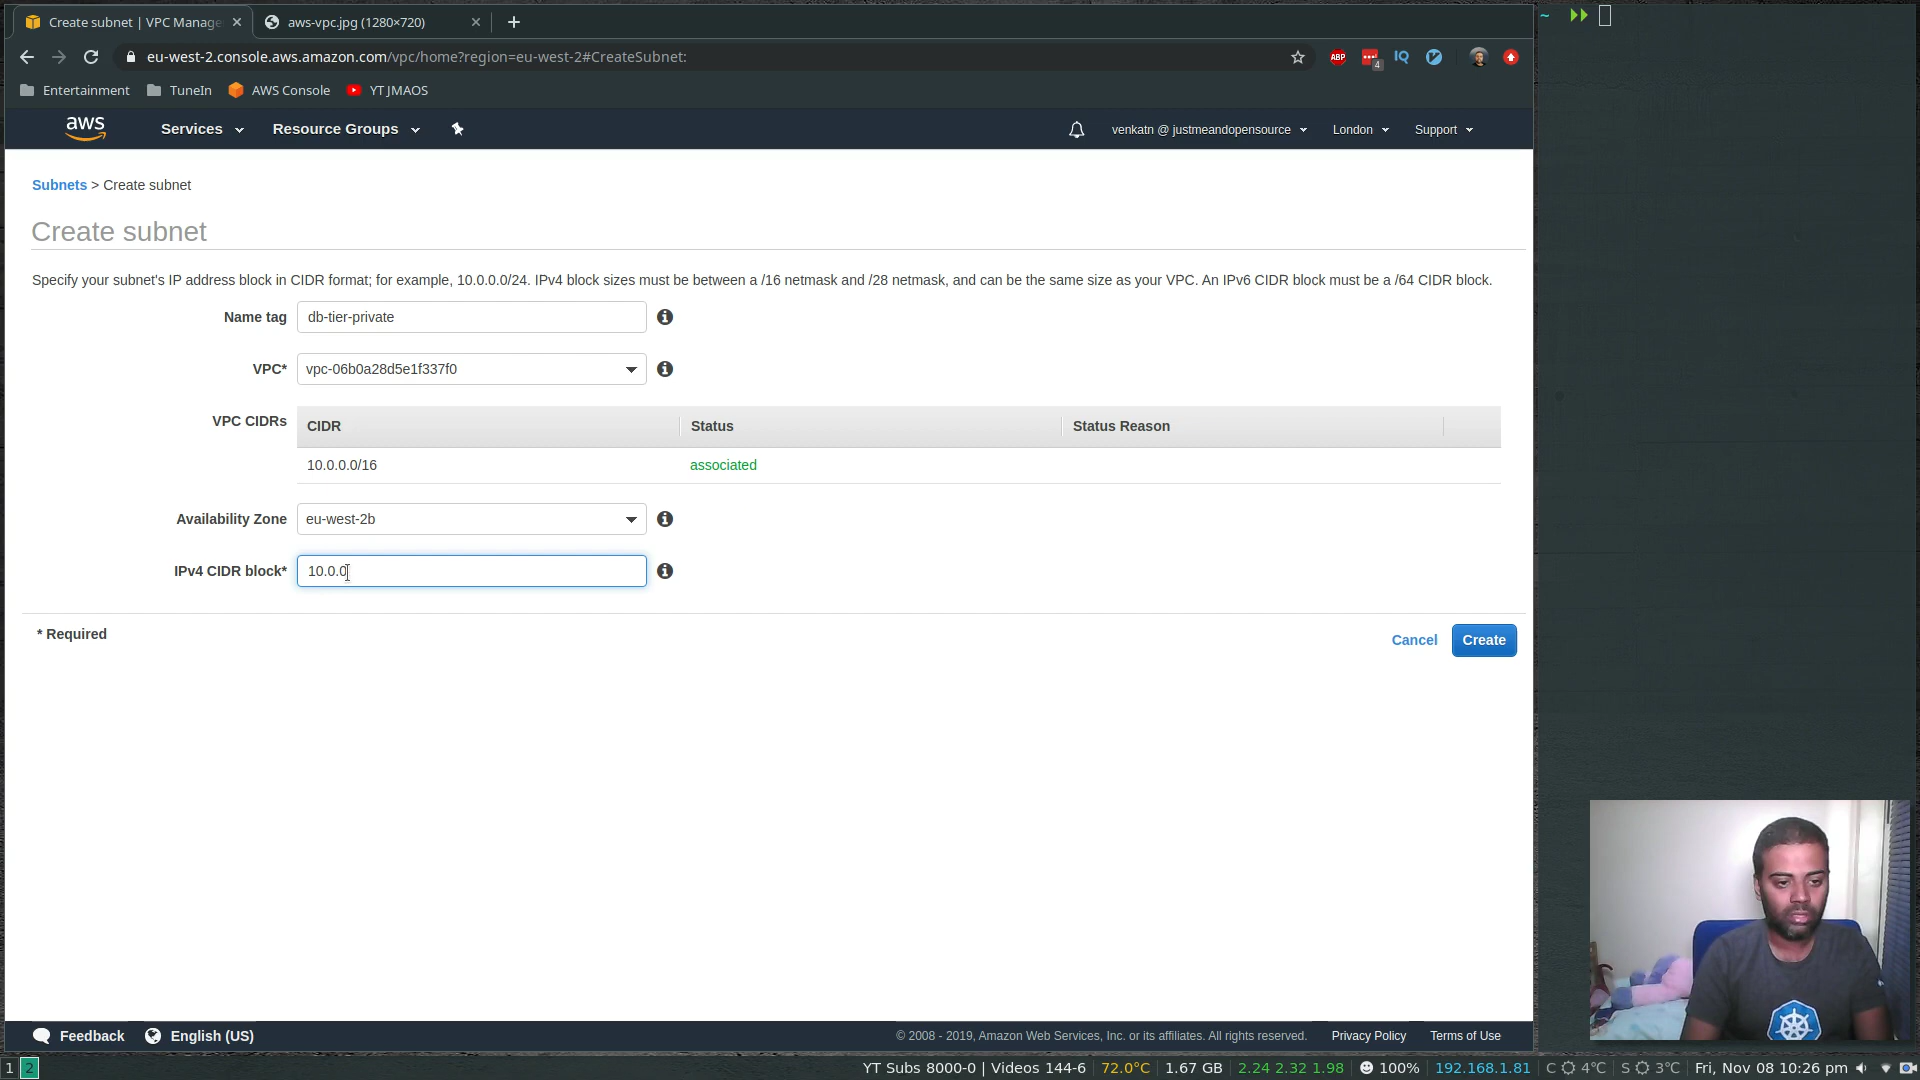 Create subnet | VPC Manage
aws-vpc.jpg (1280×720)
~
eu-west-2.console.aws.amazon.com/vpc/home?region=eu-west-2#CreateSubnet:
ABP
4
IQ
Entertainment
TuneIn
AWS Console
YT JMAOS
aws
Services
Resource Groups
venkatn @ justmeandopensource
London
Support
Subnets > Create subnet
Create subnet
Specify your subnet's IP address block in CIDR format; for example, 10.0.0.0/24. IPv4 block sizes must be between a /16 netmask and /28 netmask, and can be the same size as your VPC. An IPv6 CIDR block must be a /64 CIDR block.
Name tag
db-tier-private
VPC*
vpc-06b0a28d5e1f337f0
VPC CIDRs
CIDR
Status
Status Reason
10.0.0.0/16
associated
Availability Zone
eu-west-2b
IPv4 CIDR block*
10.0.0
* Required
Cancel
Create
Feedback
English (US)
© 2008 - 2019, Amazon Web Services, Inc. or its affiliates. All rights reserved.
Privacy Policy
Terms of Use
1
2
YT Subs 8000-0 | Videos 144-6 | 72.0°C | 1.67 GB | 2.24 2.32 1.98 | 100% | 192.168.1.81 | C 4°C | S 3°C | Fri, Nov 08 10:26 pm